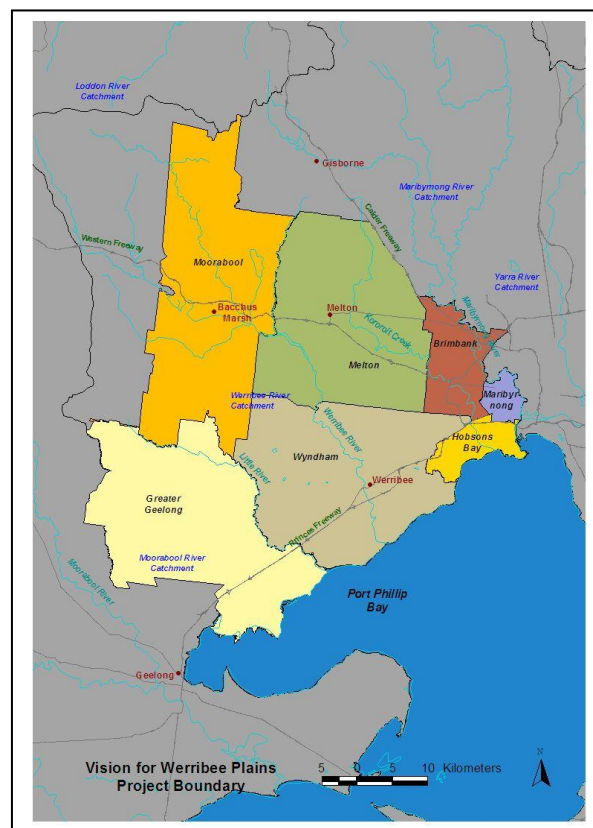 Loddon River
Catchment
Gisborne
Maribyrnong River
Catchment
Calder Freeway
Western Freeway
Moorabool
Yarra River
Catchment
Maribyrnong River
Bacchus
Marsh
Melton
Kororoit Creek
Brimbank
Melton
Maribyr
nong
Werribee River
Catchment
Werribee River
Hobsons
Bay
Little River
Wyndham
Werribee
Greater
Geelong
Princes Freeway
Moorabool River
Catchment
Moorabool River
Port Phillip
Bay
Geelong
Vision for Werribee Plains
Project Boundary
5 0 5 10 Kilometers
N